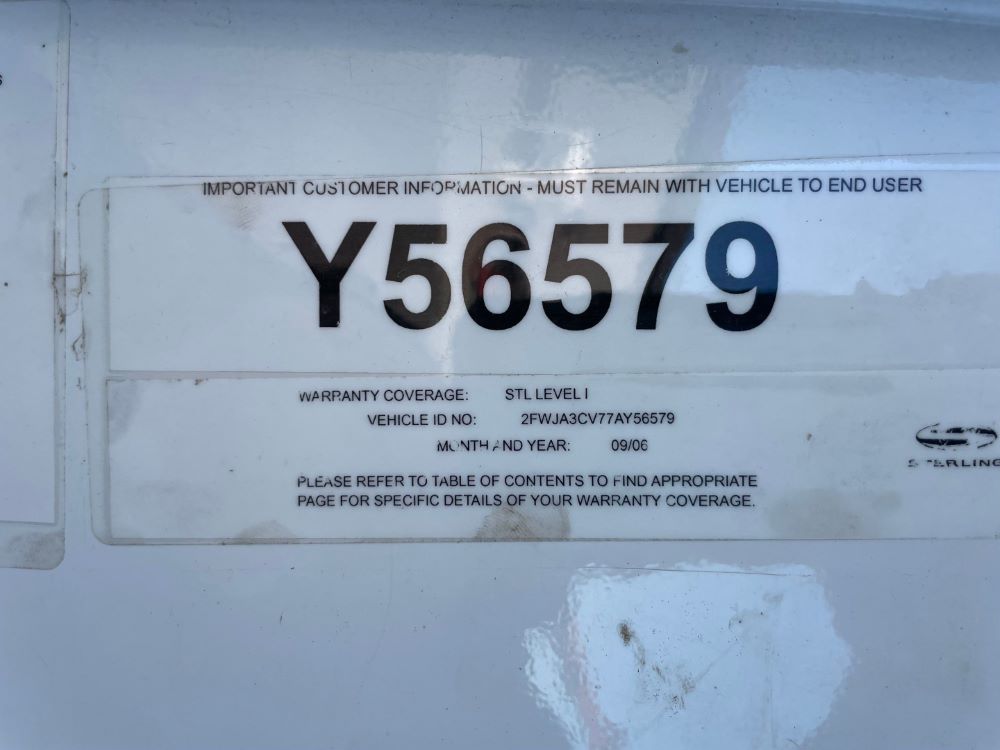 IMPORTANT CUSTOMER INFORMATION - MUST REMAIN WITH VEHICLE TO END USER
Y56579
WARRANTY COVERAGE: STL LEVEL I
VEHICLE ID NO: 2FWJA3CV77AY56579
MONTH AND YEAR: 09/06
STERLING
PLEASE REFER TO TABLE OF CONTENTS TO FIND APPROPRIATE
PAGE FOR SPECIFIC DETAILS OF YOUR WARRANTY COVERAGE.